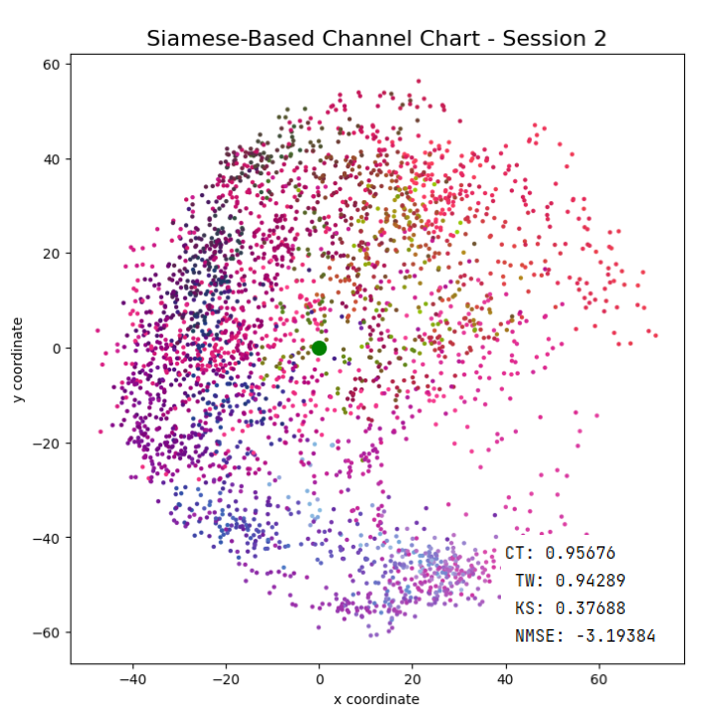 Siamese-Based Channel Chart - Session 2
60
40
20
0
−20
−40
−60
y coordinate
CT: 0.95676
TW: 0.94289
KS: 0.37688
NMSE: -3.19384
−40 −20 0 20 40 60
x coordinate